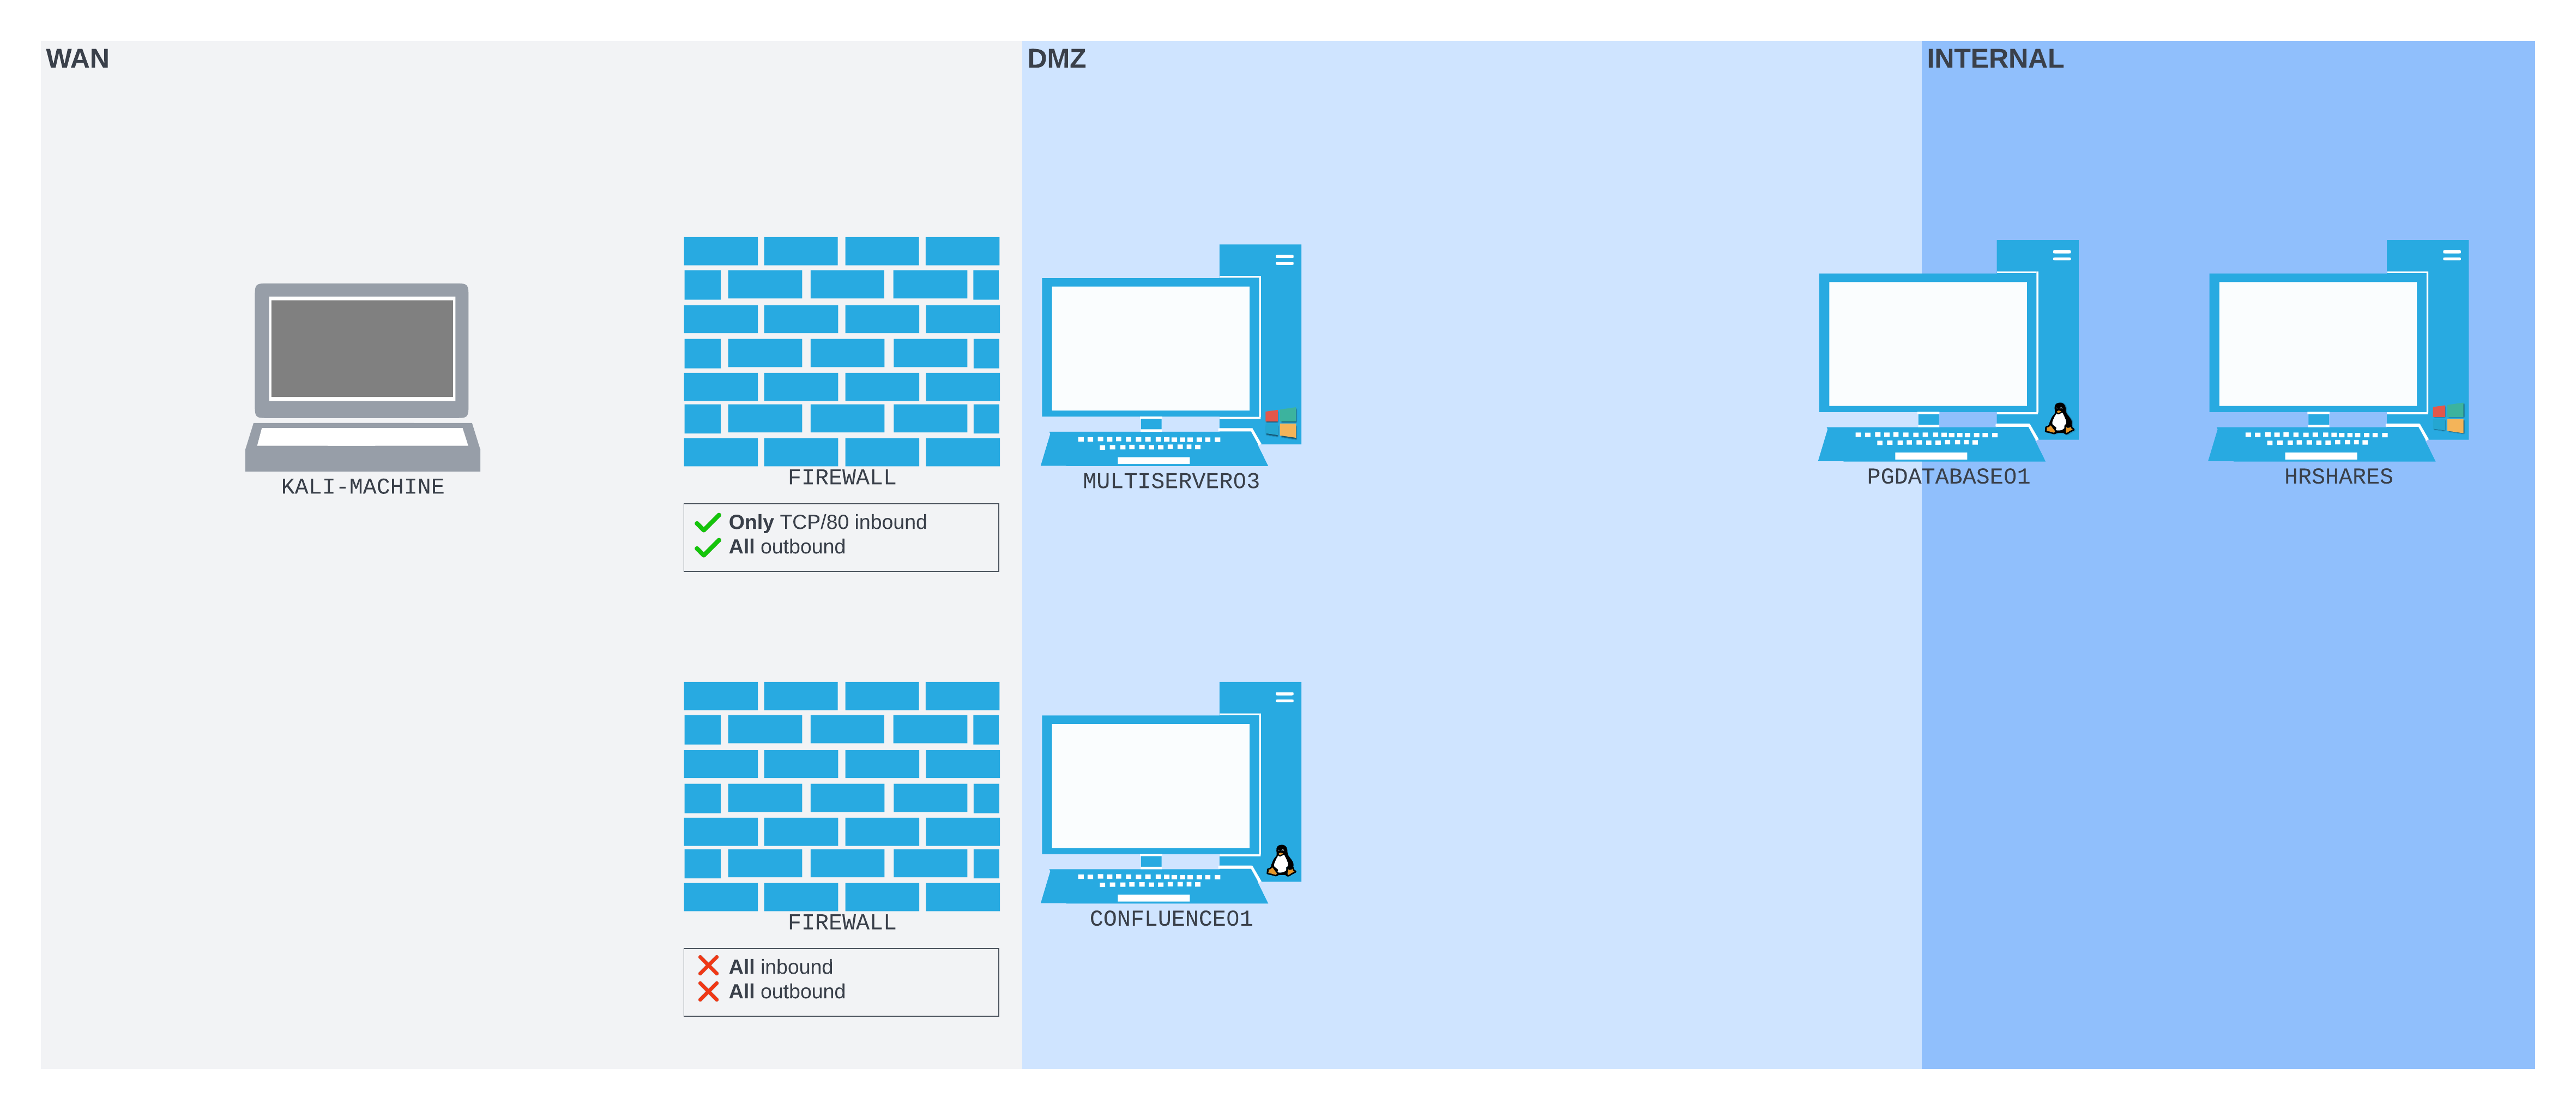 WAN
DMZ
INTERNAL
KALI-MACHINE
FIREWALL
Only TCP/80 inbound
All outbound
MULTISERVER03
PGDATABASE01
HRSHARES
FIREWALL
All inbound
All outbound
CONFLUENCE01